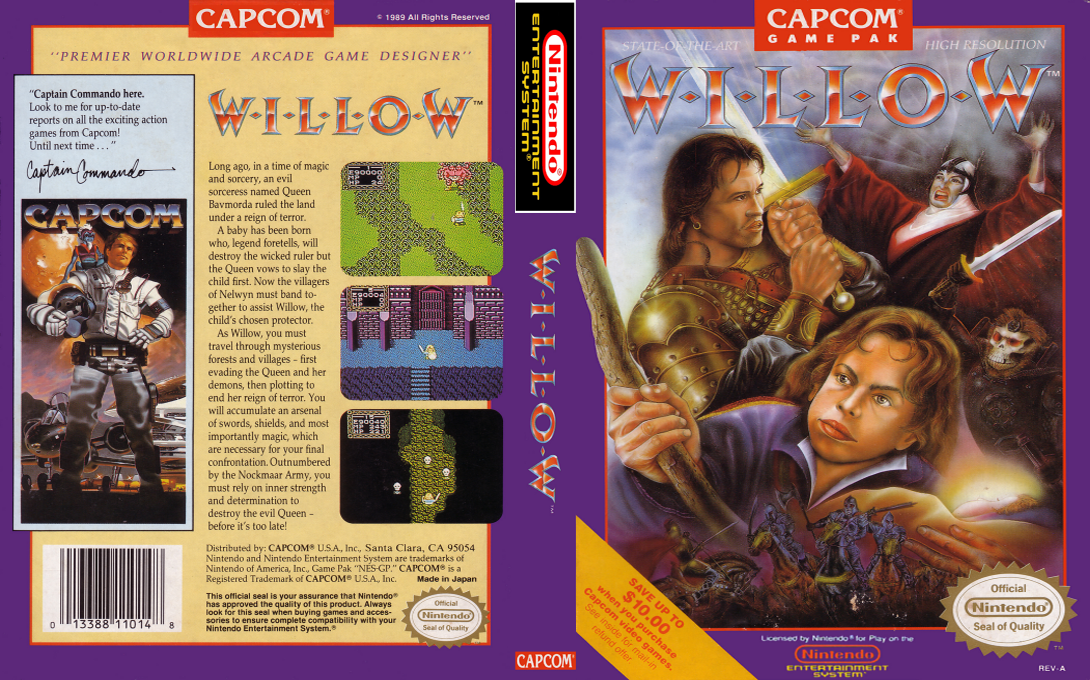 CAPCOM®
© 1989 All Rights Reserved
"PREMIER WORLDWIDE ARCADE GAME DESIGNER"
"Captain Commando here.
Look to me for up-to-date
reports on all the exciting action
games from Capcom!
Until next time . . ."
Captain Commando
CAPCOM
W·I·L·L·O·W™
Long ago, in a time of magic
and sorcery, an evil
sorceress named Queen
Bavmorda ruled the land
under a reign of terror.
A baby has been born
who, legend foretells, will
destroy the wicked ruler but
the Queen vows to slay the
child first. Now the villagers
of Nelwyn must band to-
gether to assist Willow, the
child's chosen protector.
As Willow, you must
travel through mysterious
forests and villages – first
evading the Queen and her
demons, then plotting to
end her reign of terror. You
will accumulate an arsenal
of swords, shields, and most
importantly, magic, which
are necessary for your final
confrontation. Outnumbered
by the Nockmaar Army, you
must rely on inner strength
and determination to
destroy the evil Queen –
before it's too late!
Distributed by: CAPCOM® U.S.A., Inc., Santa Clara, CA 95054
Nintendo and Nintendo Entertainment System are trademarks of
Nintendo of America, Inc., Game Pak "NES-GP." CAPCOM® is a
Registered Trademark of CAPCOM® U.S.A., Inc. Made in Japan
This official seal is your assurance that Nintendo®
has approved the quality of this product. Always
look for this seal when buying games and acces-
sories to ensure complete compatibility with your
Nintendo Entertainment System.®
Official
Nintendo
Seal of Quality
0 13388 11014 8
Nintendo®
ENTERTAINMENT
SYSTEM®
W·I·L·L·O·W™
CAPCOM®
CAPCOM®
GAME PAK
STATE-OF-THE-ART
HIGH RESOLUTION
W·I·L·L·O·W™
SAVE UP TO
$10.00
when you purchase
Capcom video games.
See inside for mail-in
refund offer.
Official
Nintendo
Seal of Quality
Licensed by Nintendo® for Play on the
Nintendo
ENTERTAINMENT
SYSTEM®
TM
REV-A